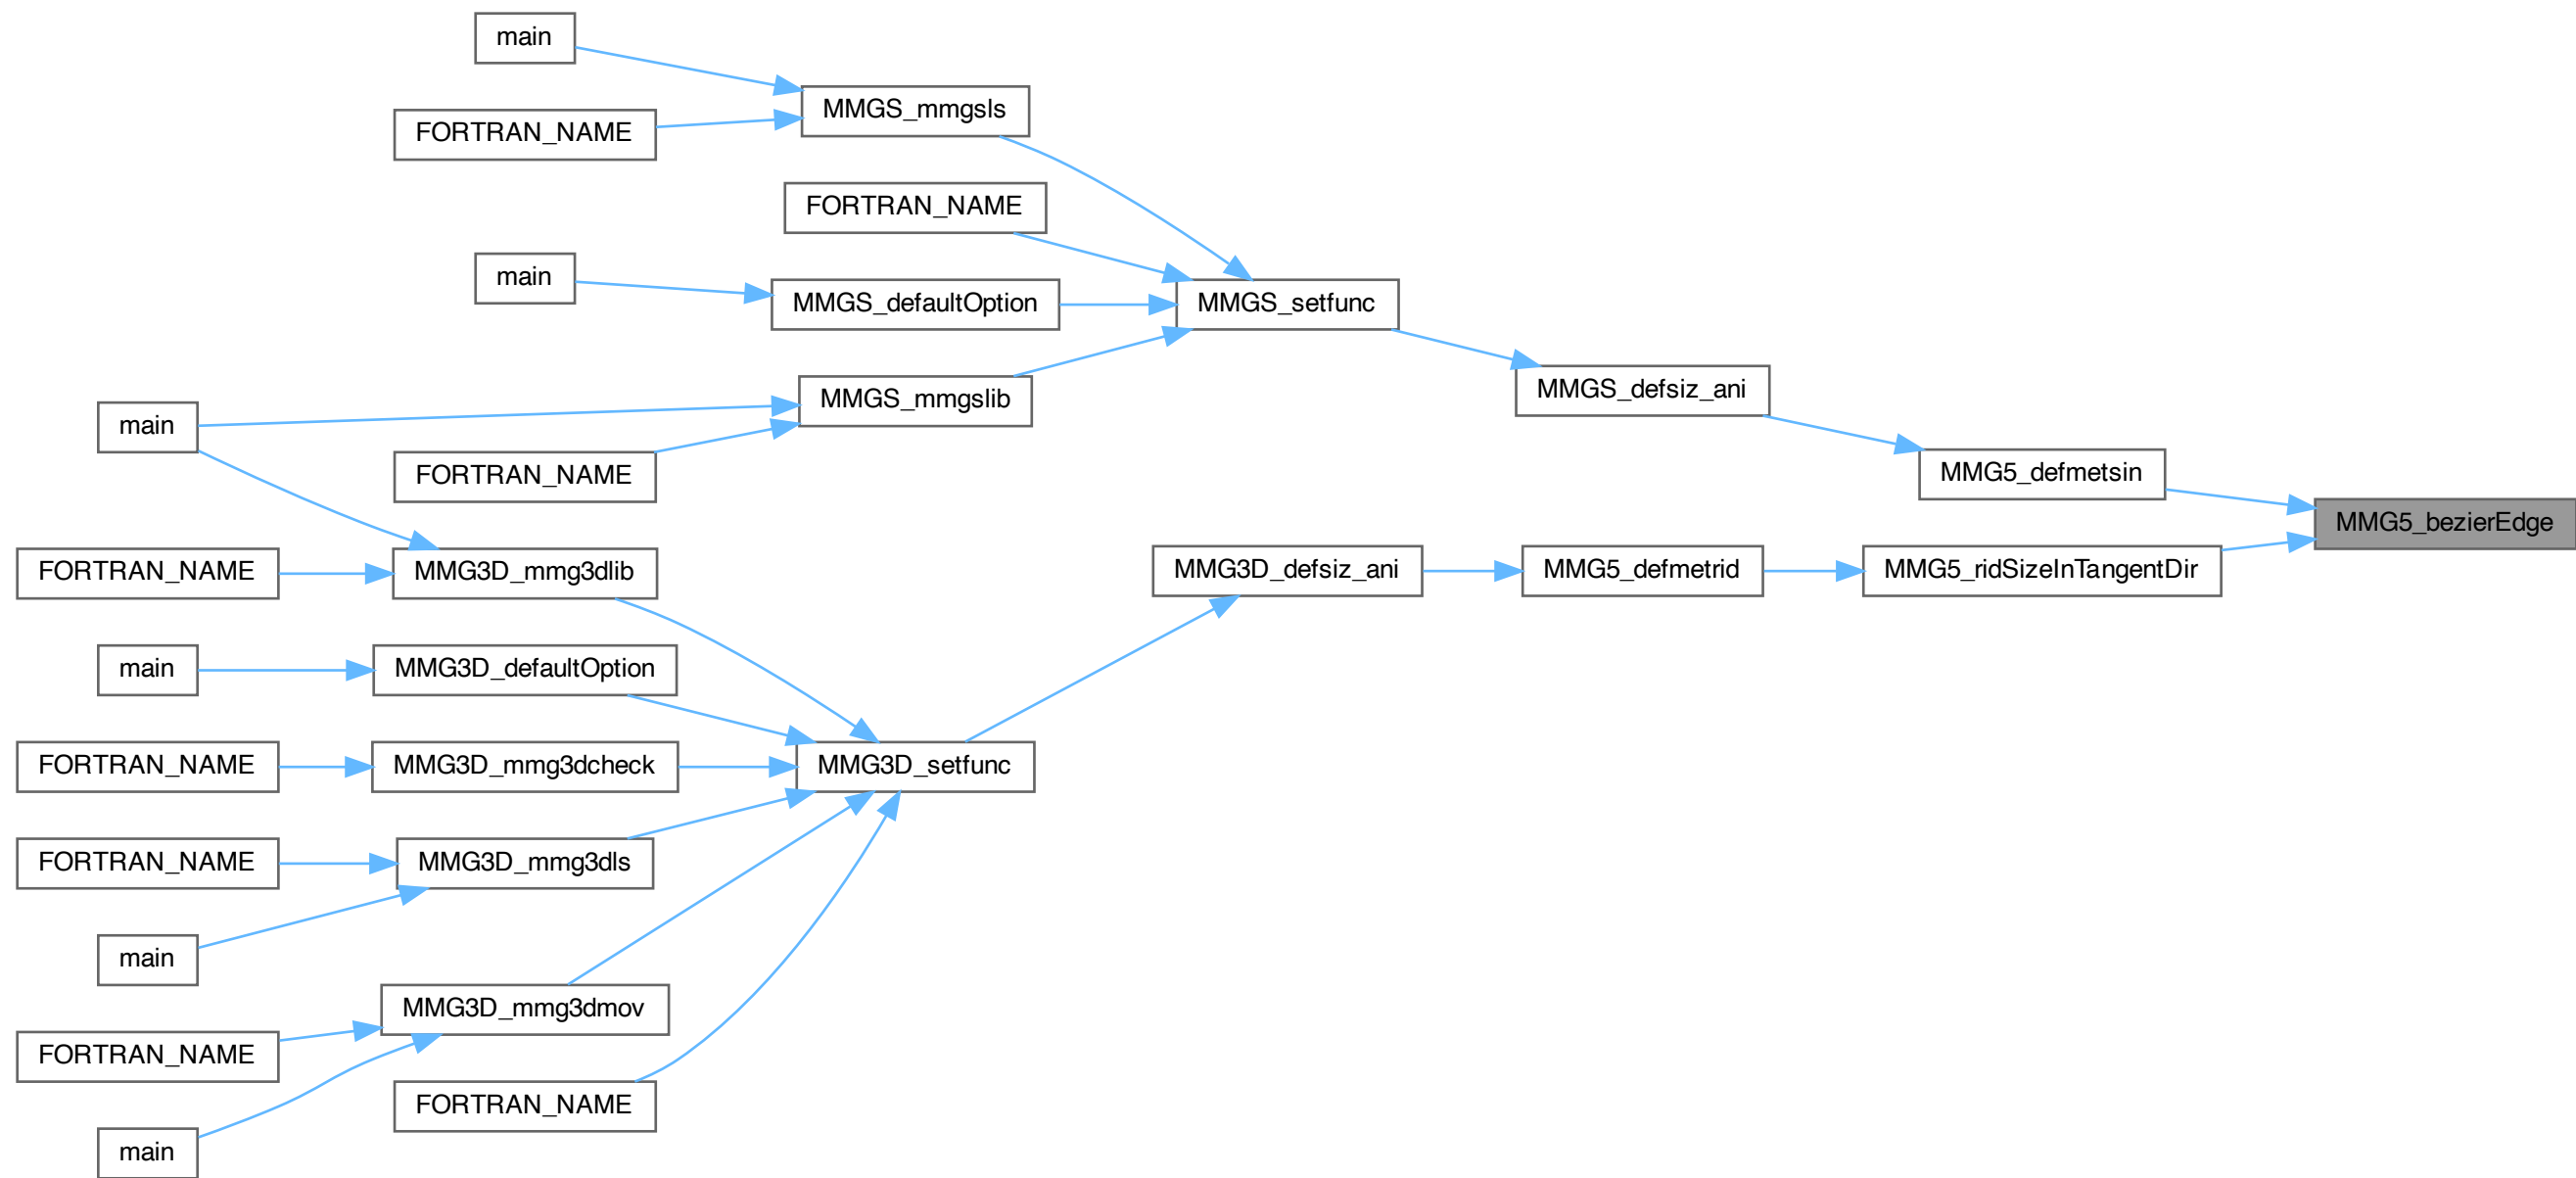 main
MMGS_mmgsls
FORTRAN_NAME
FORTRAN_NAME
main
MMGS_defaultOption
MMGS_setfunc
MMGS_defsiz_ani
MMGS_mmgslib
main
FORTRAN_NAME
MMG5_defmetsin
MMG5_bezierEdge
FORTRAN_NAME
MMG3D_mmg3dlib
MMG3D_defsiz_ani
MMG5_defmetrid
MMG5_ridSizeInTangentDir
main
MMG3D_defaultOption
FORTRAN_NAME
MMG3D_mmg3dcheck
MMG3D_setfunc
FORTRAN_NAME
MMG3D_mmg3dls
main
MMG3D_mmg3dmov
FORTRAN_NAME
FORTRAN_NAME
main